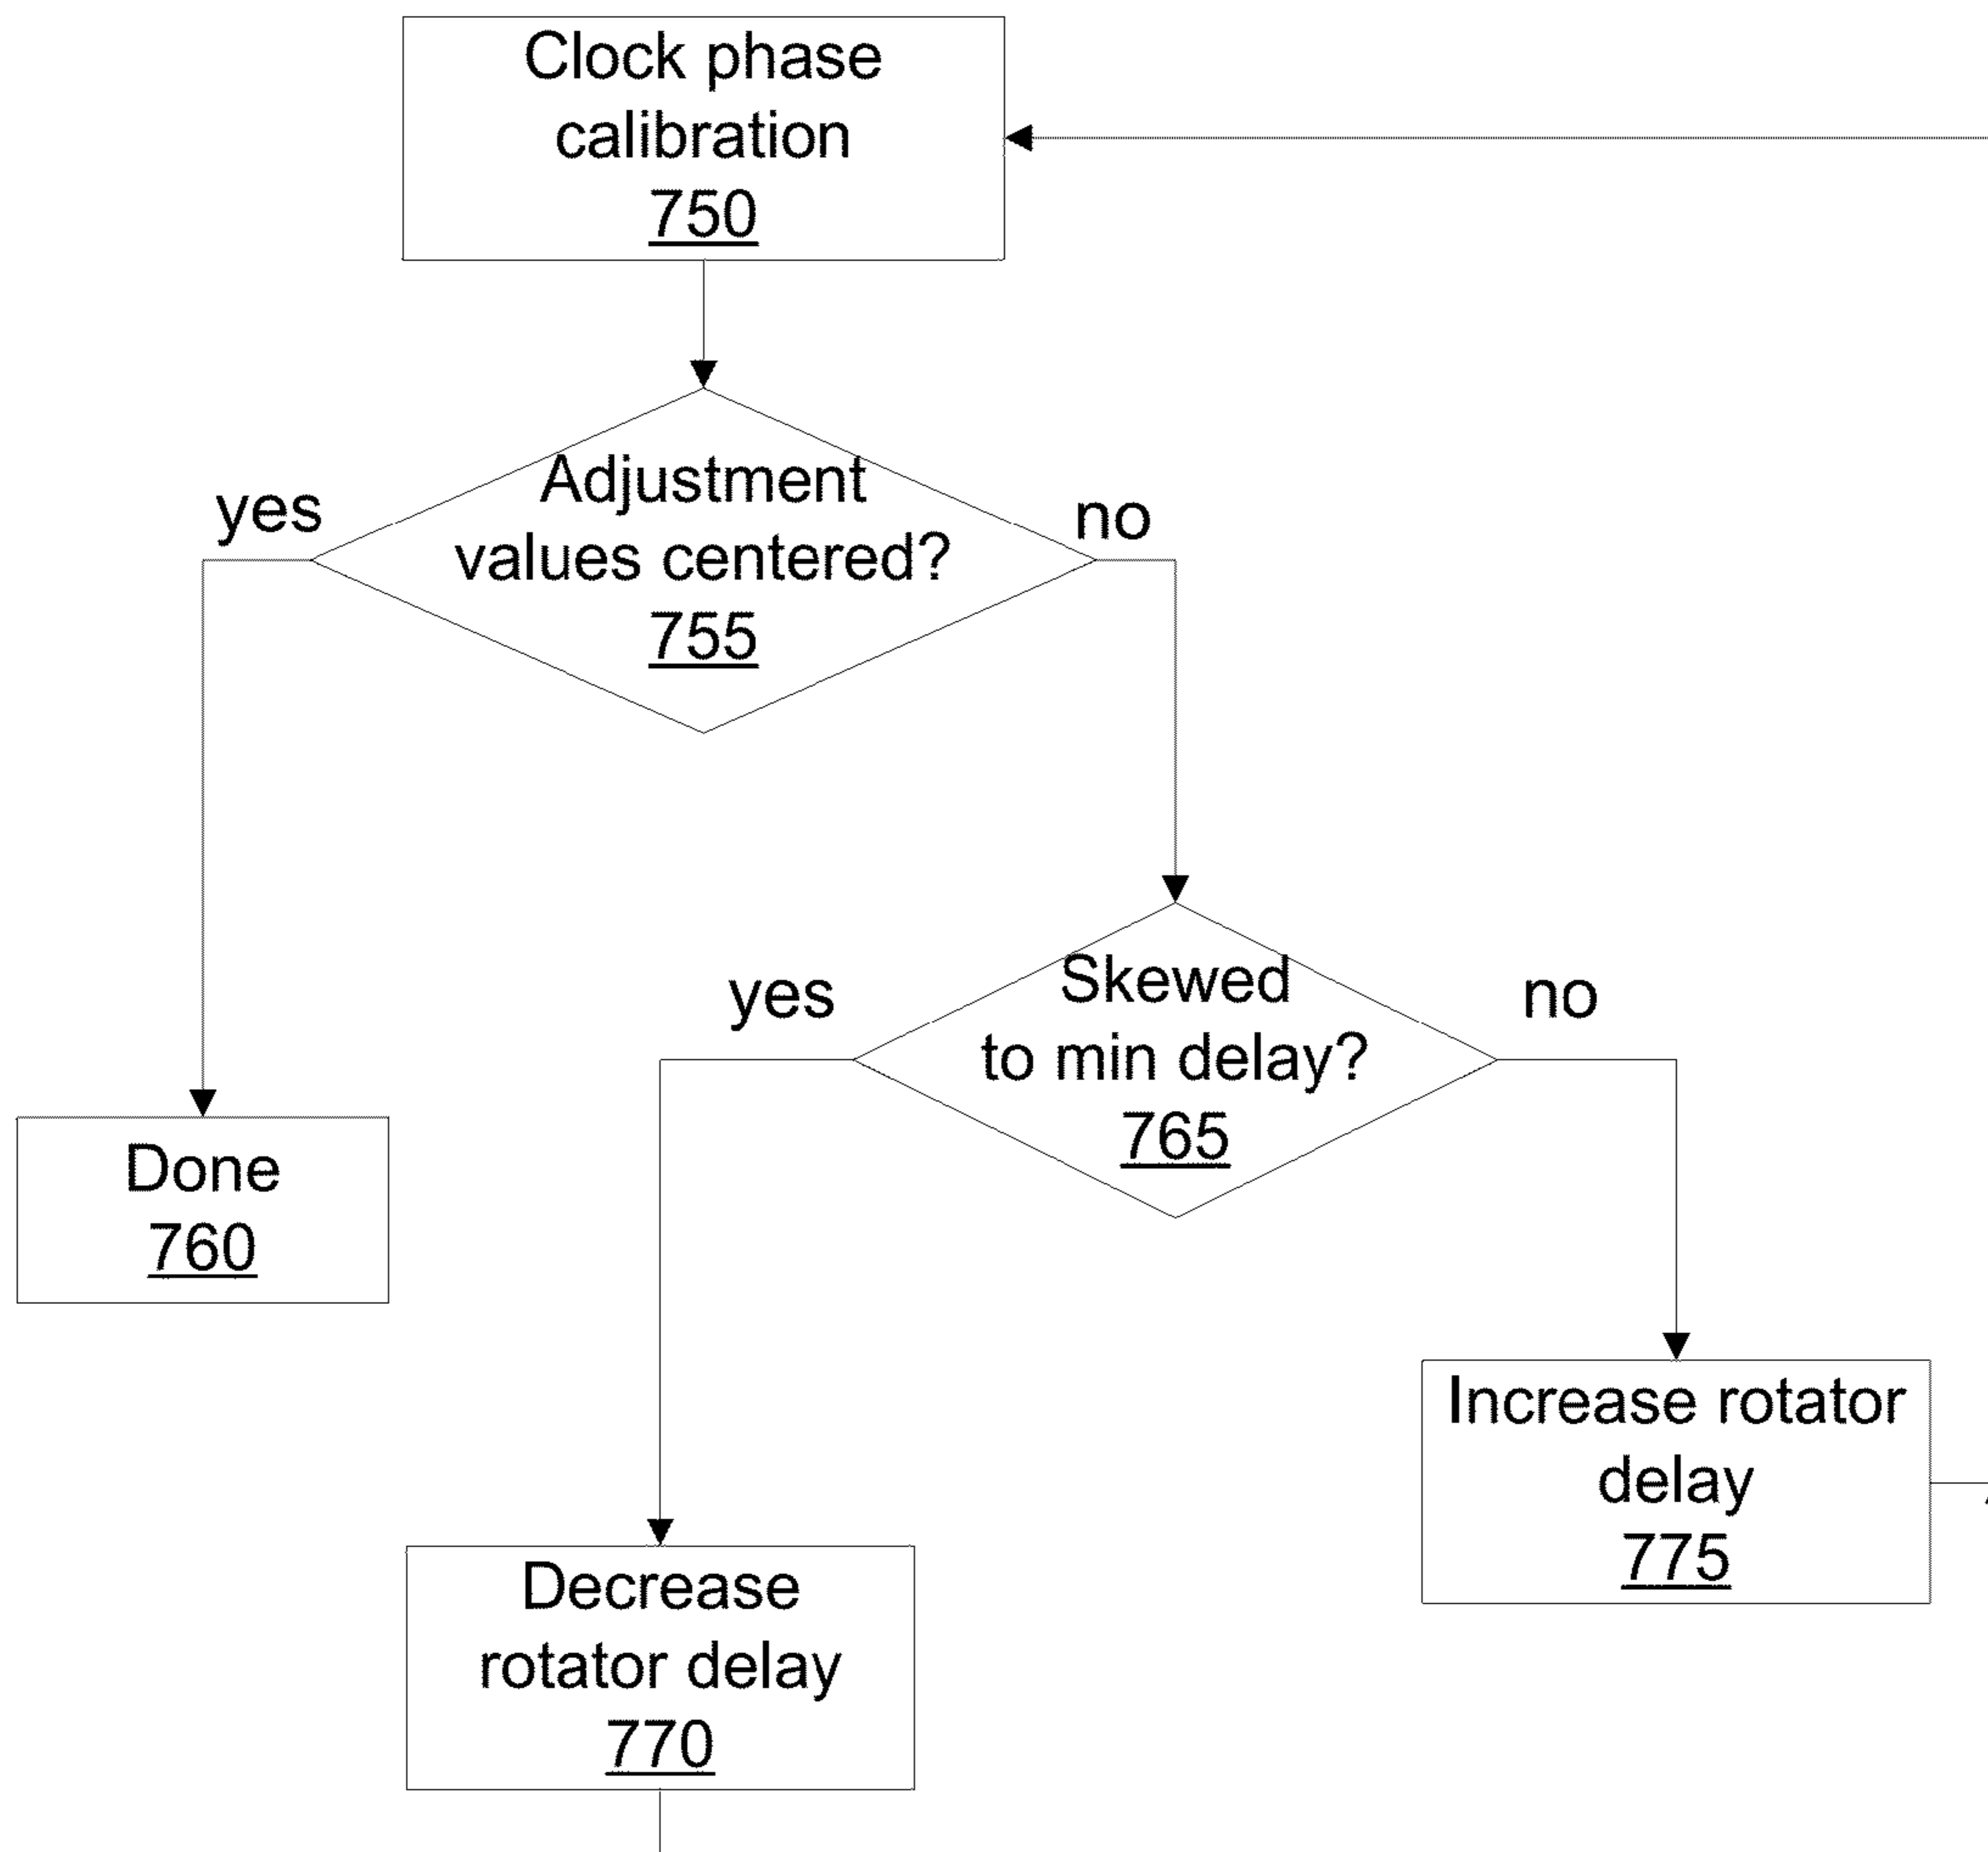 Clock phase
calibration
750
Adjustment
values centered?
755
yes
no
Skewed
to min delay?
765
yes
no
Done
760
Increase rotator
delay
775
Decrease
rotator delay
770